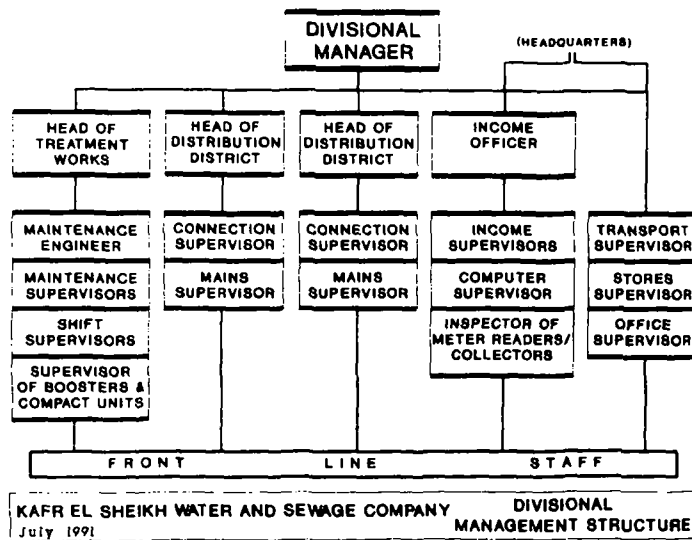 DIVISIONAL
MANAGER
(HEADQUARTERS)
HEAD OF
TREATMENT
WORKS
HEAD OF
DISTRIBUTION
DISTRICT
HEAD OF
DISTRIBUTION
DISTRICT
INCOME
OFFICER
MAINTENANCE
ENGINEER
MAINTENANCE
SUPERVISORS
SHIFT
SUPERVISORS
SUPERVISOR
OF BOOSTERS &
COMPACT UNITS
CONNECTION
SUPERVISOR
MAINS
SUPERVISOR
CONNECTION
SUPERVISOR
MAINS
SUPERVISOR
INCOME
SUPERVISORS
COMPUTER
SUPERVISOR
INSPECTOR OF
METER READERS/
COLLECTORS
TRANSPORT
SUPERVISOR
STORES
SUPERVISOR
OFFICE
SUPERVISOR
FRONT LINE STAFF
KAFR EL SHEIKH WATER AND SEWAGE COMPANY
July 1991
DIVISIONAL
MANAGEMENT STRUCTURE